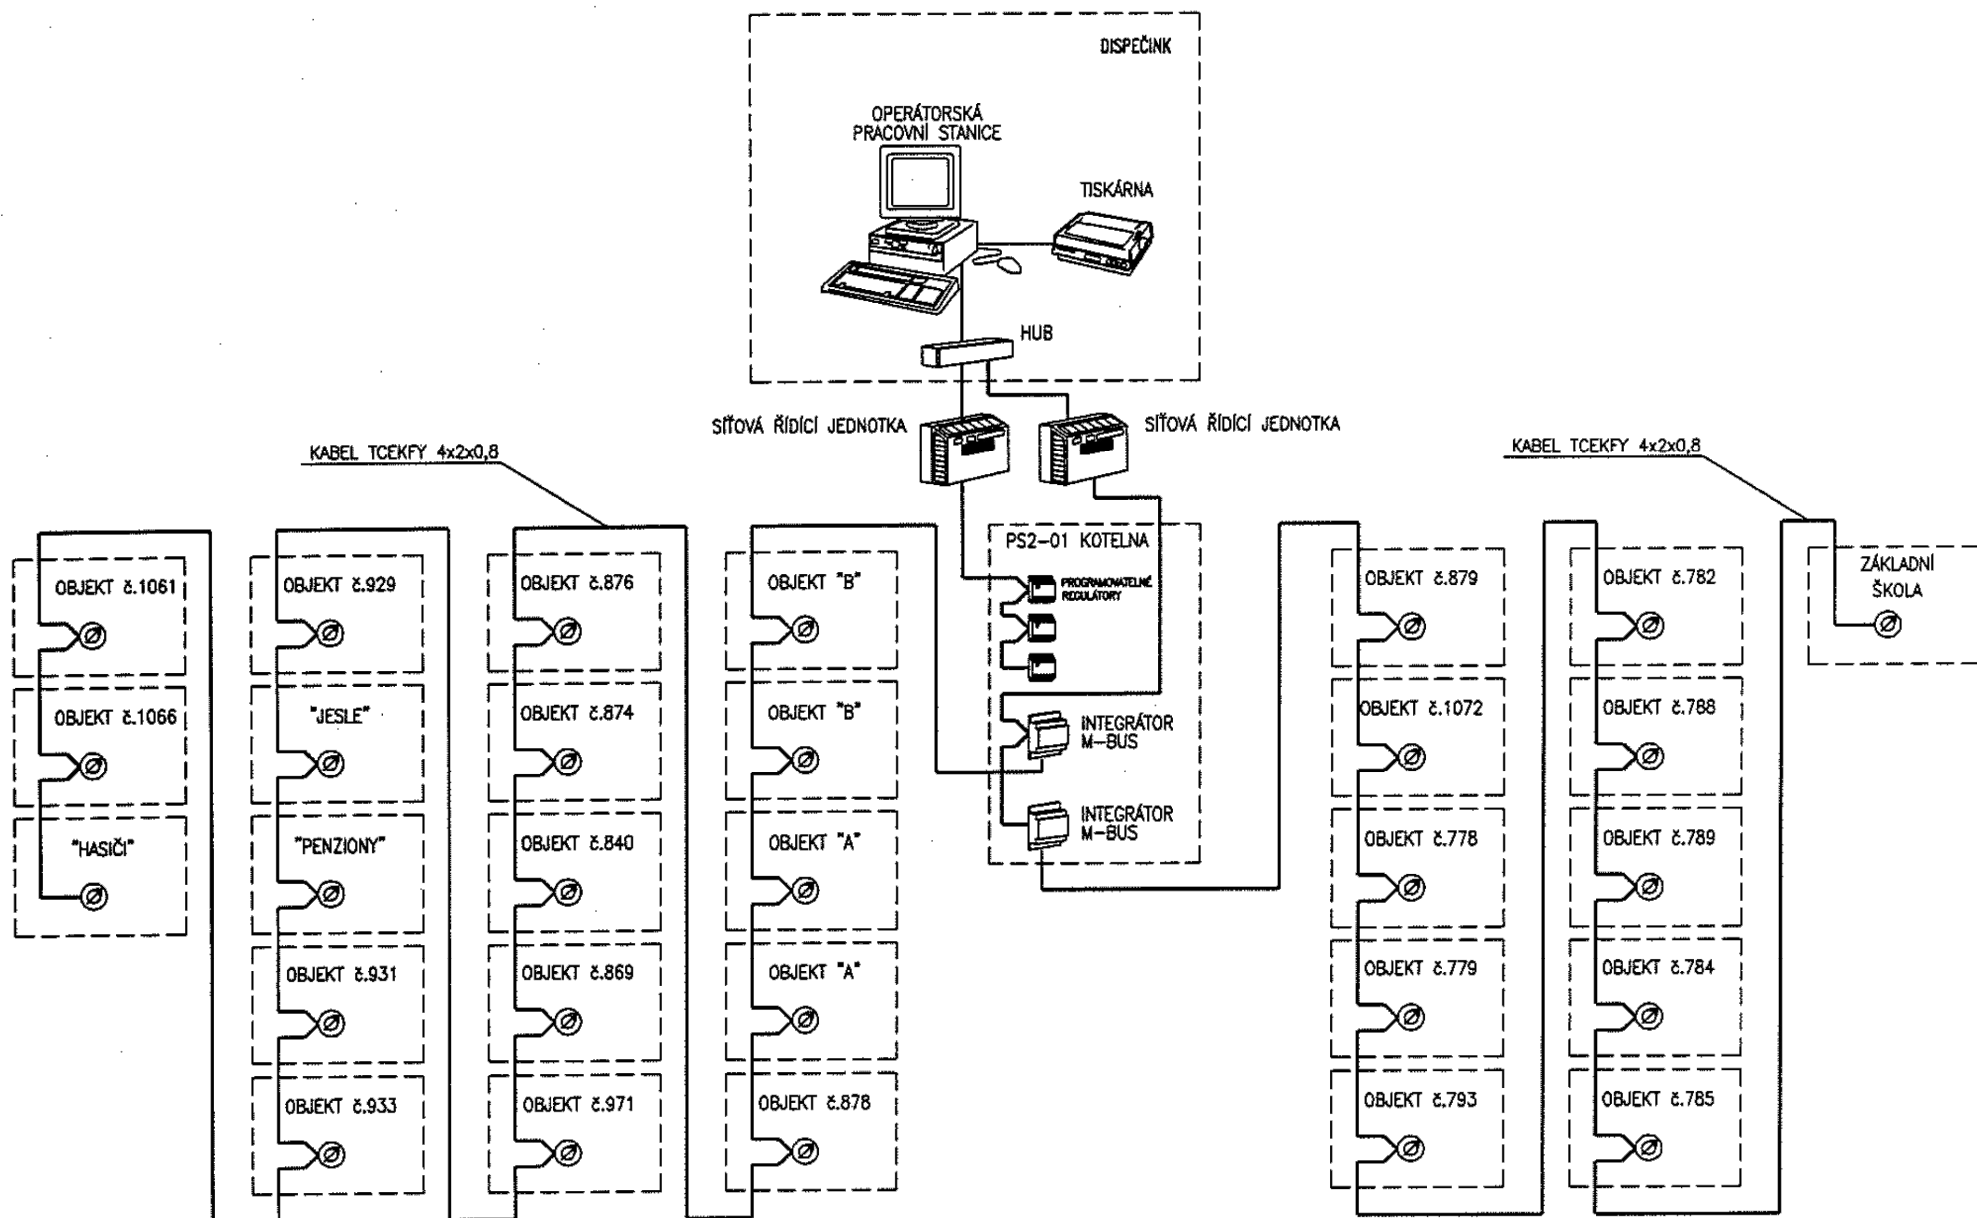 DISPEČINK
OPERÁTORSKÁ
PRACOVNÍ STANICE
TISKÁRNA
HUB
SÍŤOVÁ ŘÍDÍCÍ JEDNOTKA
SÍŤOVÁ ŘÍDÍCÍ JEDNOTKA
KABEL TCEKFY 4x2x0,8
KABEL TCEKFY 4x2x0,8
OBJEKT č.1061
OBJEKT č.1066
"HASIČI"
OBJEKT č.929
"JESLE"
"PENZIONY"
OBJEKT č.931
OBJEKT č.933
OBJEKT č.876
OBJEKT č.874
OBJEKT č.840
OBJEKT č.869
OBJEKT č.971
OBJEKT "B"
OBJEKT "B"
OBJEKT "A"
OBJEKT "A"
OBJEKT č.878
PS2-01 KOTELNA
PROGRAMOVATELNÉ
REGULÁTORY
INTEGRÁTOR
M-BUS
INTEGRÁTOR
M-BUS
OBJEKT č.879
OBJEKT č.1072
OBJEKT č.778
OBJEKT č.779
OBJEKT č.793
OBJEKT č.782
OBJEKT č.788
OBJEKT č.789
OBJEKT č.784
OBJEKT č.785
ZÁKLADNÍ
ŠKOLA